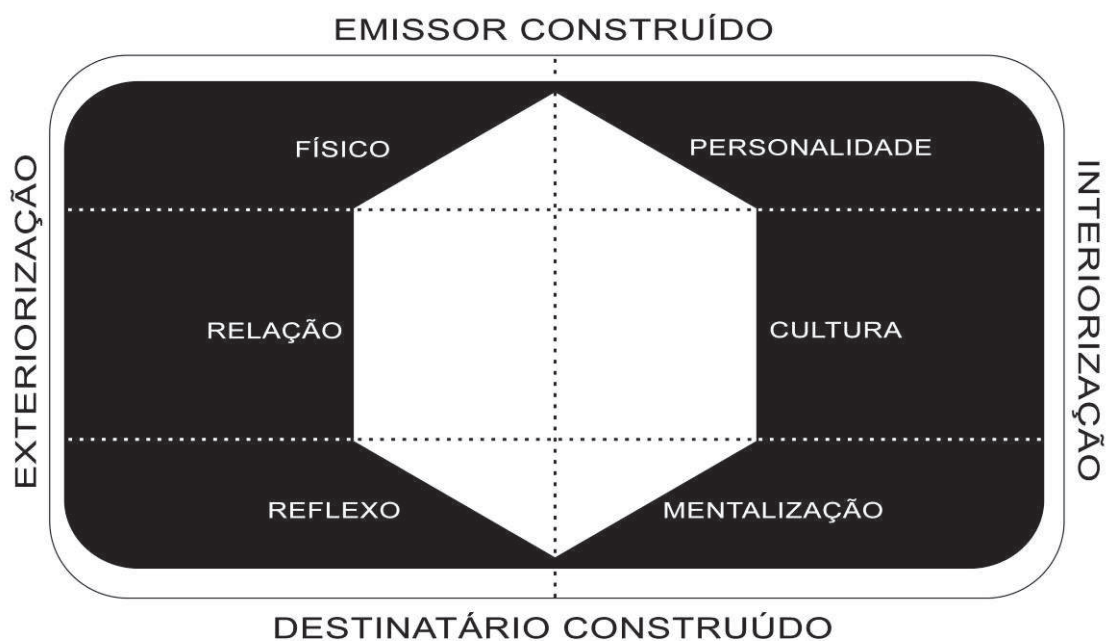 EMISSOR CONSTRUÍDO
FÍSICO
PERSONALIDADE
EXTERIORIZAÇÃO
INTERIORIZAÇÃO
RELAÇÃO
CULTURA
REFLEXO
MENTALIZAÇÃO
DESTINATÁRIO CONSTRUÚDO